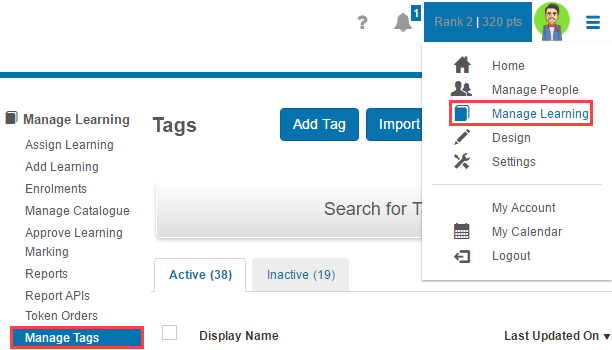 ?
1
Rank 2 | 320 pts
Home
Manage People
Manage Learning
Design
Settings
My Account
My Calendar
Logout
Manage Learning
Assign Learning
Add Learning
Enrolments
Manage Catalogue
Approve Learning
Marking
Reports
Report APIs
Token Orders
Manage Tags
Tags
Add Tag
Import
Search for
Active (38)
Inactive (19)
Display Name
Last Updated On